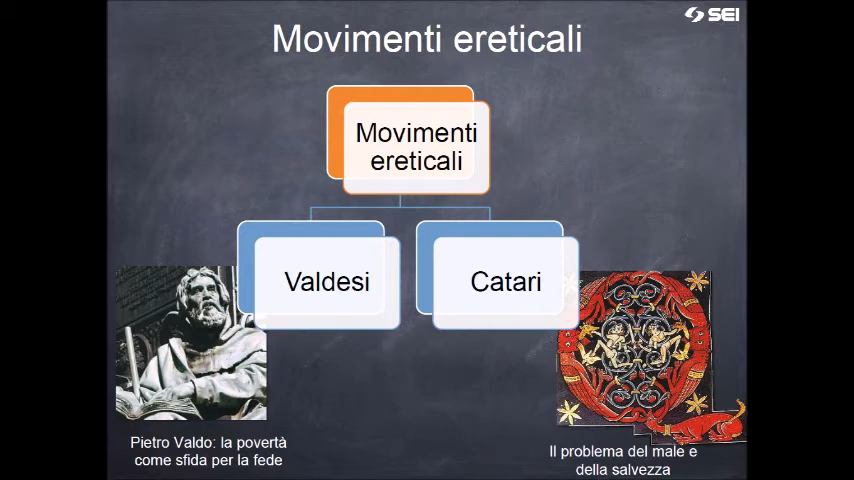 SEI
Movimenti ereticali
Movimenti
ereticali
Valdesi
Catari
Pietro Valdo: la povertà
come sfida per la fede
Il problema del male e
della salvezza